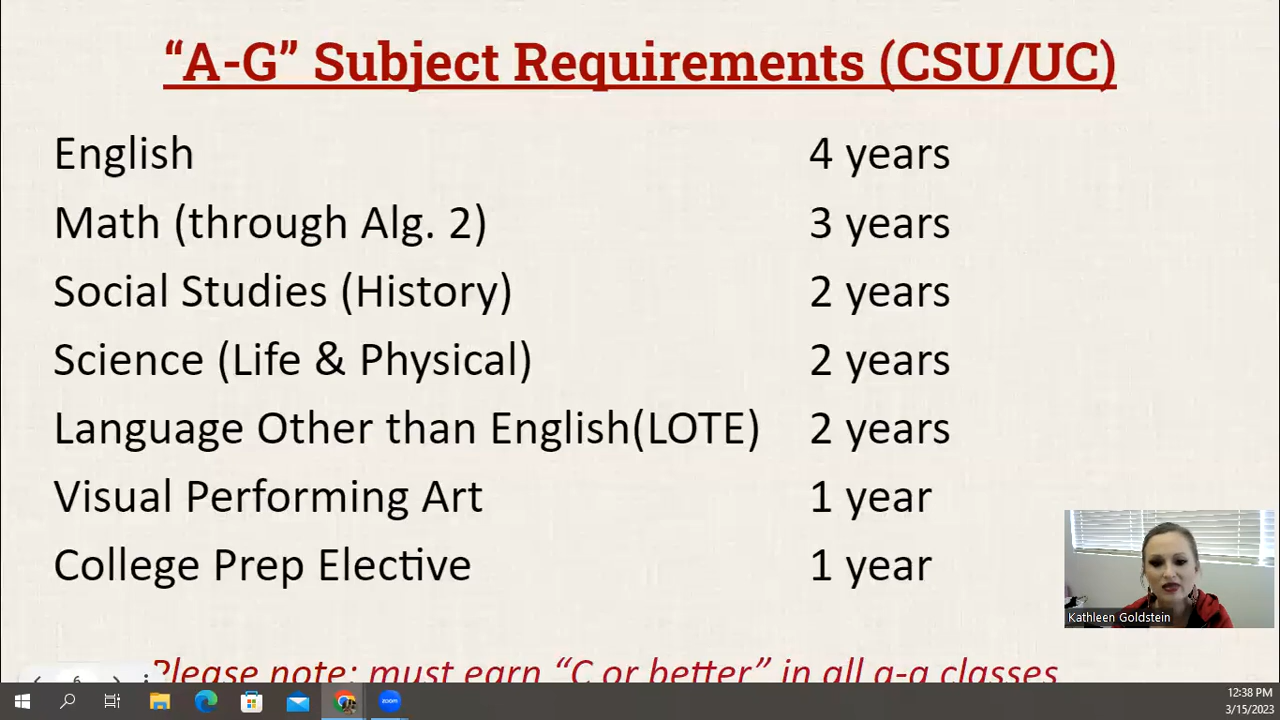 “A-G” Subject Requirements (CSU/UC)
English 4 years
Math (through Alg. 2) 3 years
Social Studies (History) 2 years
Science (Life & Physical) 2 years
Language Other than English(LOTE) 2 years
Visual Performing Art 1 year
College Prep Elective 1 year
Kathleen Goldstein
Please note: must earn “C or better” in all a-g classes
6
zoom
12:38 PM
3/15/2023